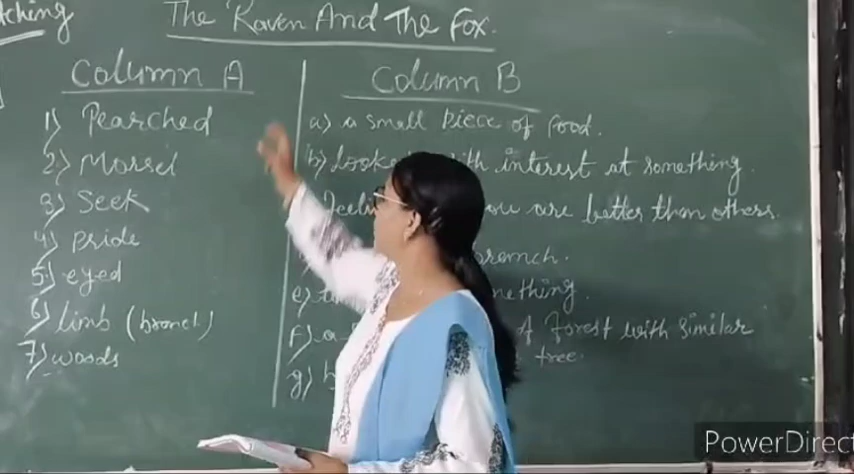 tching
The Raven And The Fox.
Column A
Column B
1) Pearched
a) a small piece of food.
2) Morsel
b) Looked with interest at something.
3) Seek
you are better than others.
4) Pride
5) eyed
e) something.
6) limb (branch)
f) a of forest with similar
tree.
7) woods
g)
PowerDirect